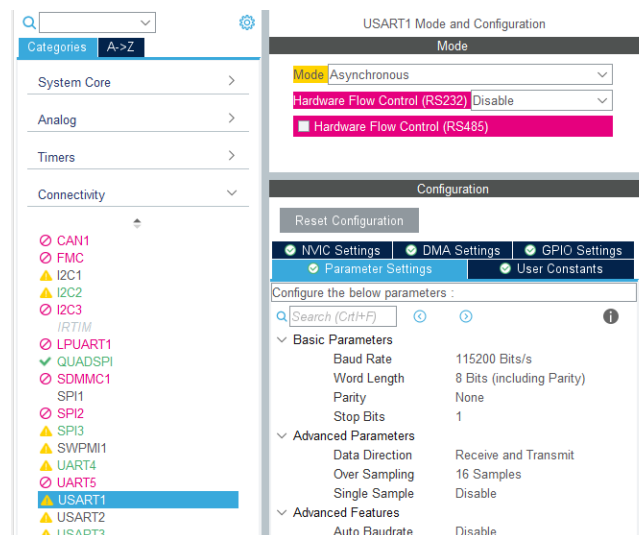 USART1 Mode and Configuration
Categories A->Z
Mode
System Core
Mode Asynchronous
Hardware Flow Control (RS232) Disable
Hardware Flow Control (RS485)
Analog
Timers
Connectivity
Configuration
Reset Configuration
CAN1
FMC
I2C1
I2C2
I2C3
IRTIM
LPUART1
QUADSPI
SDMMC1
SPI1
SPI2
SPI3
SWPMI1
UART4
UART5
USART1
USART2
USART3
NVIC Settings DMA Settings GPIO Settings
Parameter Settings User Constants
Configure the below parameters :
Search (Crtl+F)
Basic Parameters
Baud Rate 115200 Bits/s
Word Length 8 Bits (including Parity)
Parity None
Stop Bits 1
Advanced Parameters
Data Direction Receive and Transmit
Over Sampling 16 Samples
Single Sample Disable
Advanced Features
Auto Baudrate Disable